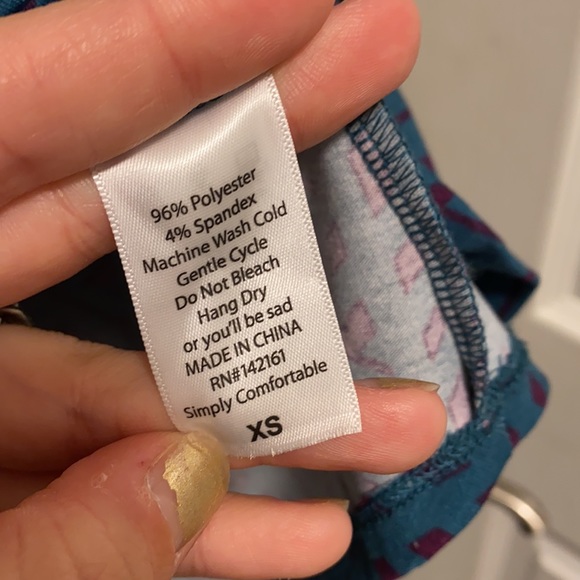 96% Polyester
4% Spandex
Machine Wash Cold
Gentle Cycle
Do Not Bleach
Hang Dry
or you'll be sad
MADE IN CHINA
RN#142161
Simply Comfortable
XS